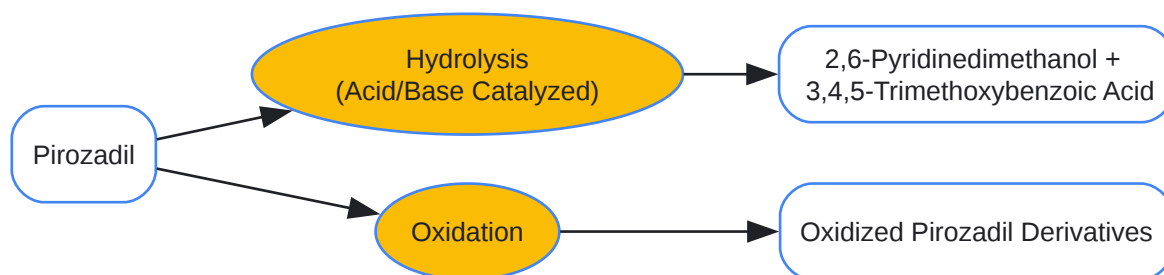 Pirozadil
Hydrolysis
(Acid/Base Catalyzed)
2,6-Pyridinedimethanol +
3,4,5-Trimethoxybenzoic Acid
Oxidation
Oxidized Pirozadil Derivatives